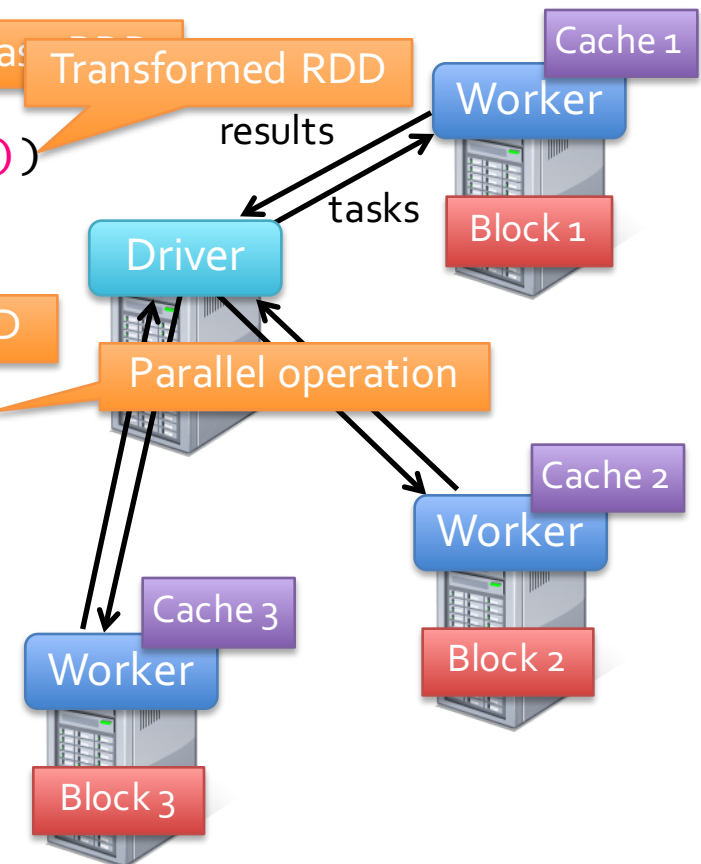 Cache 1
Transformed RDD
Worker
results
) )
tasks
Block 1
Driver
D
Parallel operation
Cache 2
Worker
Cache 3
Block 2
Worker
Block 3